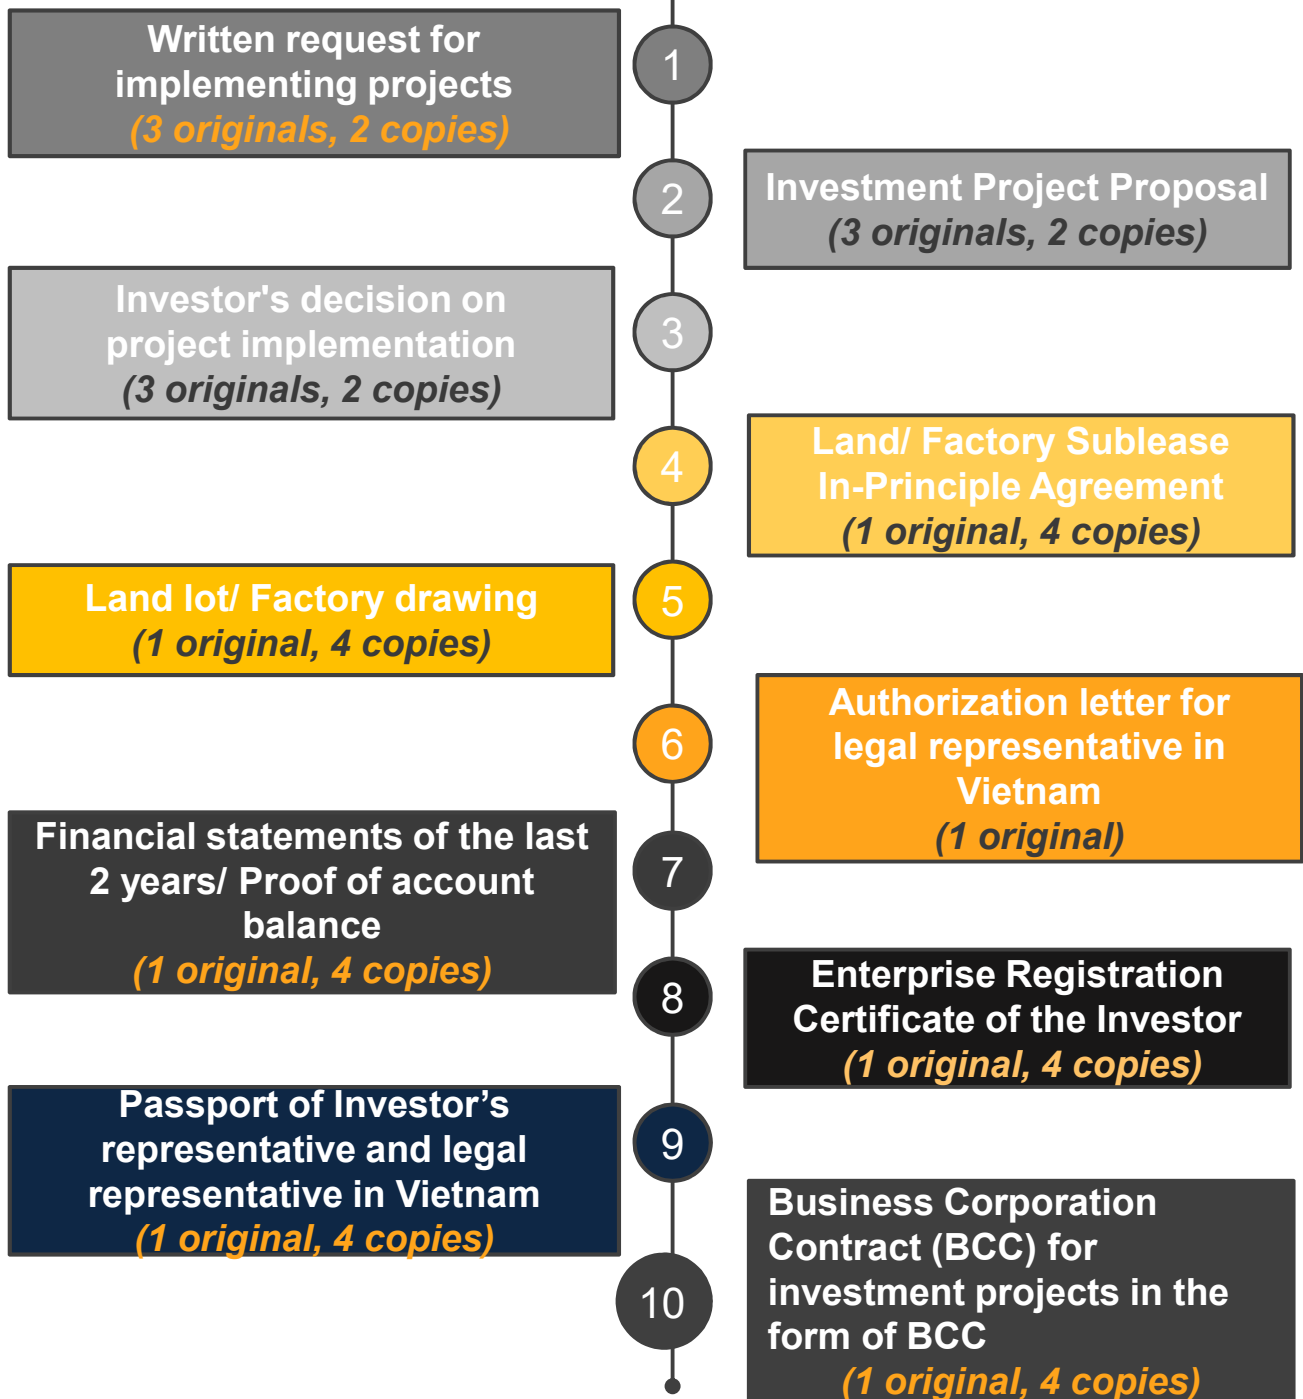 Written request for
implementing projects
(3 originals, 2 copies)
1
2
Investment Project Proposal
(3 originals, 2 copies)
Investor's decision on
project implementation
(3 originals, 2 copies)
3
4
Land/ Factory Sublease
In-Principle Agreement
(1 original, 4 copies)
Land lot/ Factory drawing
(1 original, 4 copies)
5
6
Authorization letter for
legal representative in
Vietnam
(1 original)
Financial statements of the last
2 years/ Proof of account
balance
(1 original, 4 copies)
7
8
Enterprise Registration
Certificate of the Investor
(1 original, 4 copies)
Passport of Investor’s
representative and legal
representative in Vietnam
(1 original, 4 copies)
9
10
Business Corporation
Contract (BCC) for
investment projects in the
form of BCC
(1 original, 4 copies)